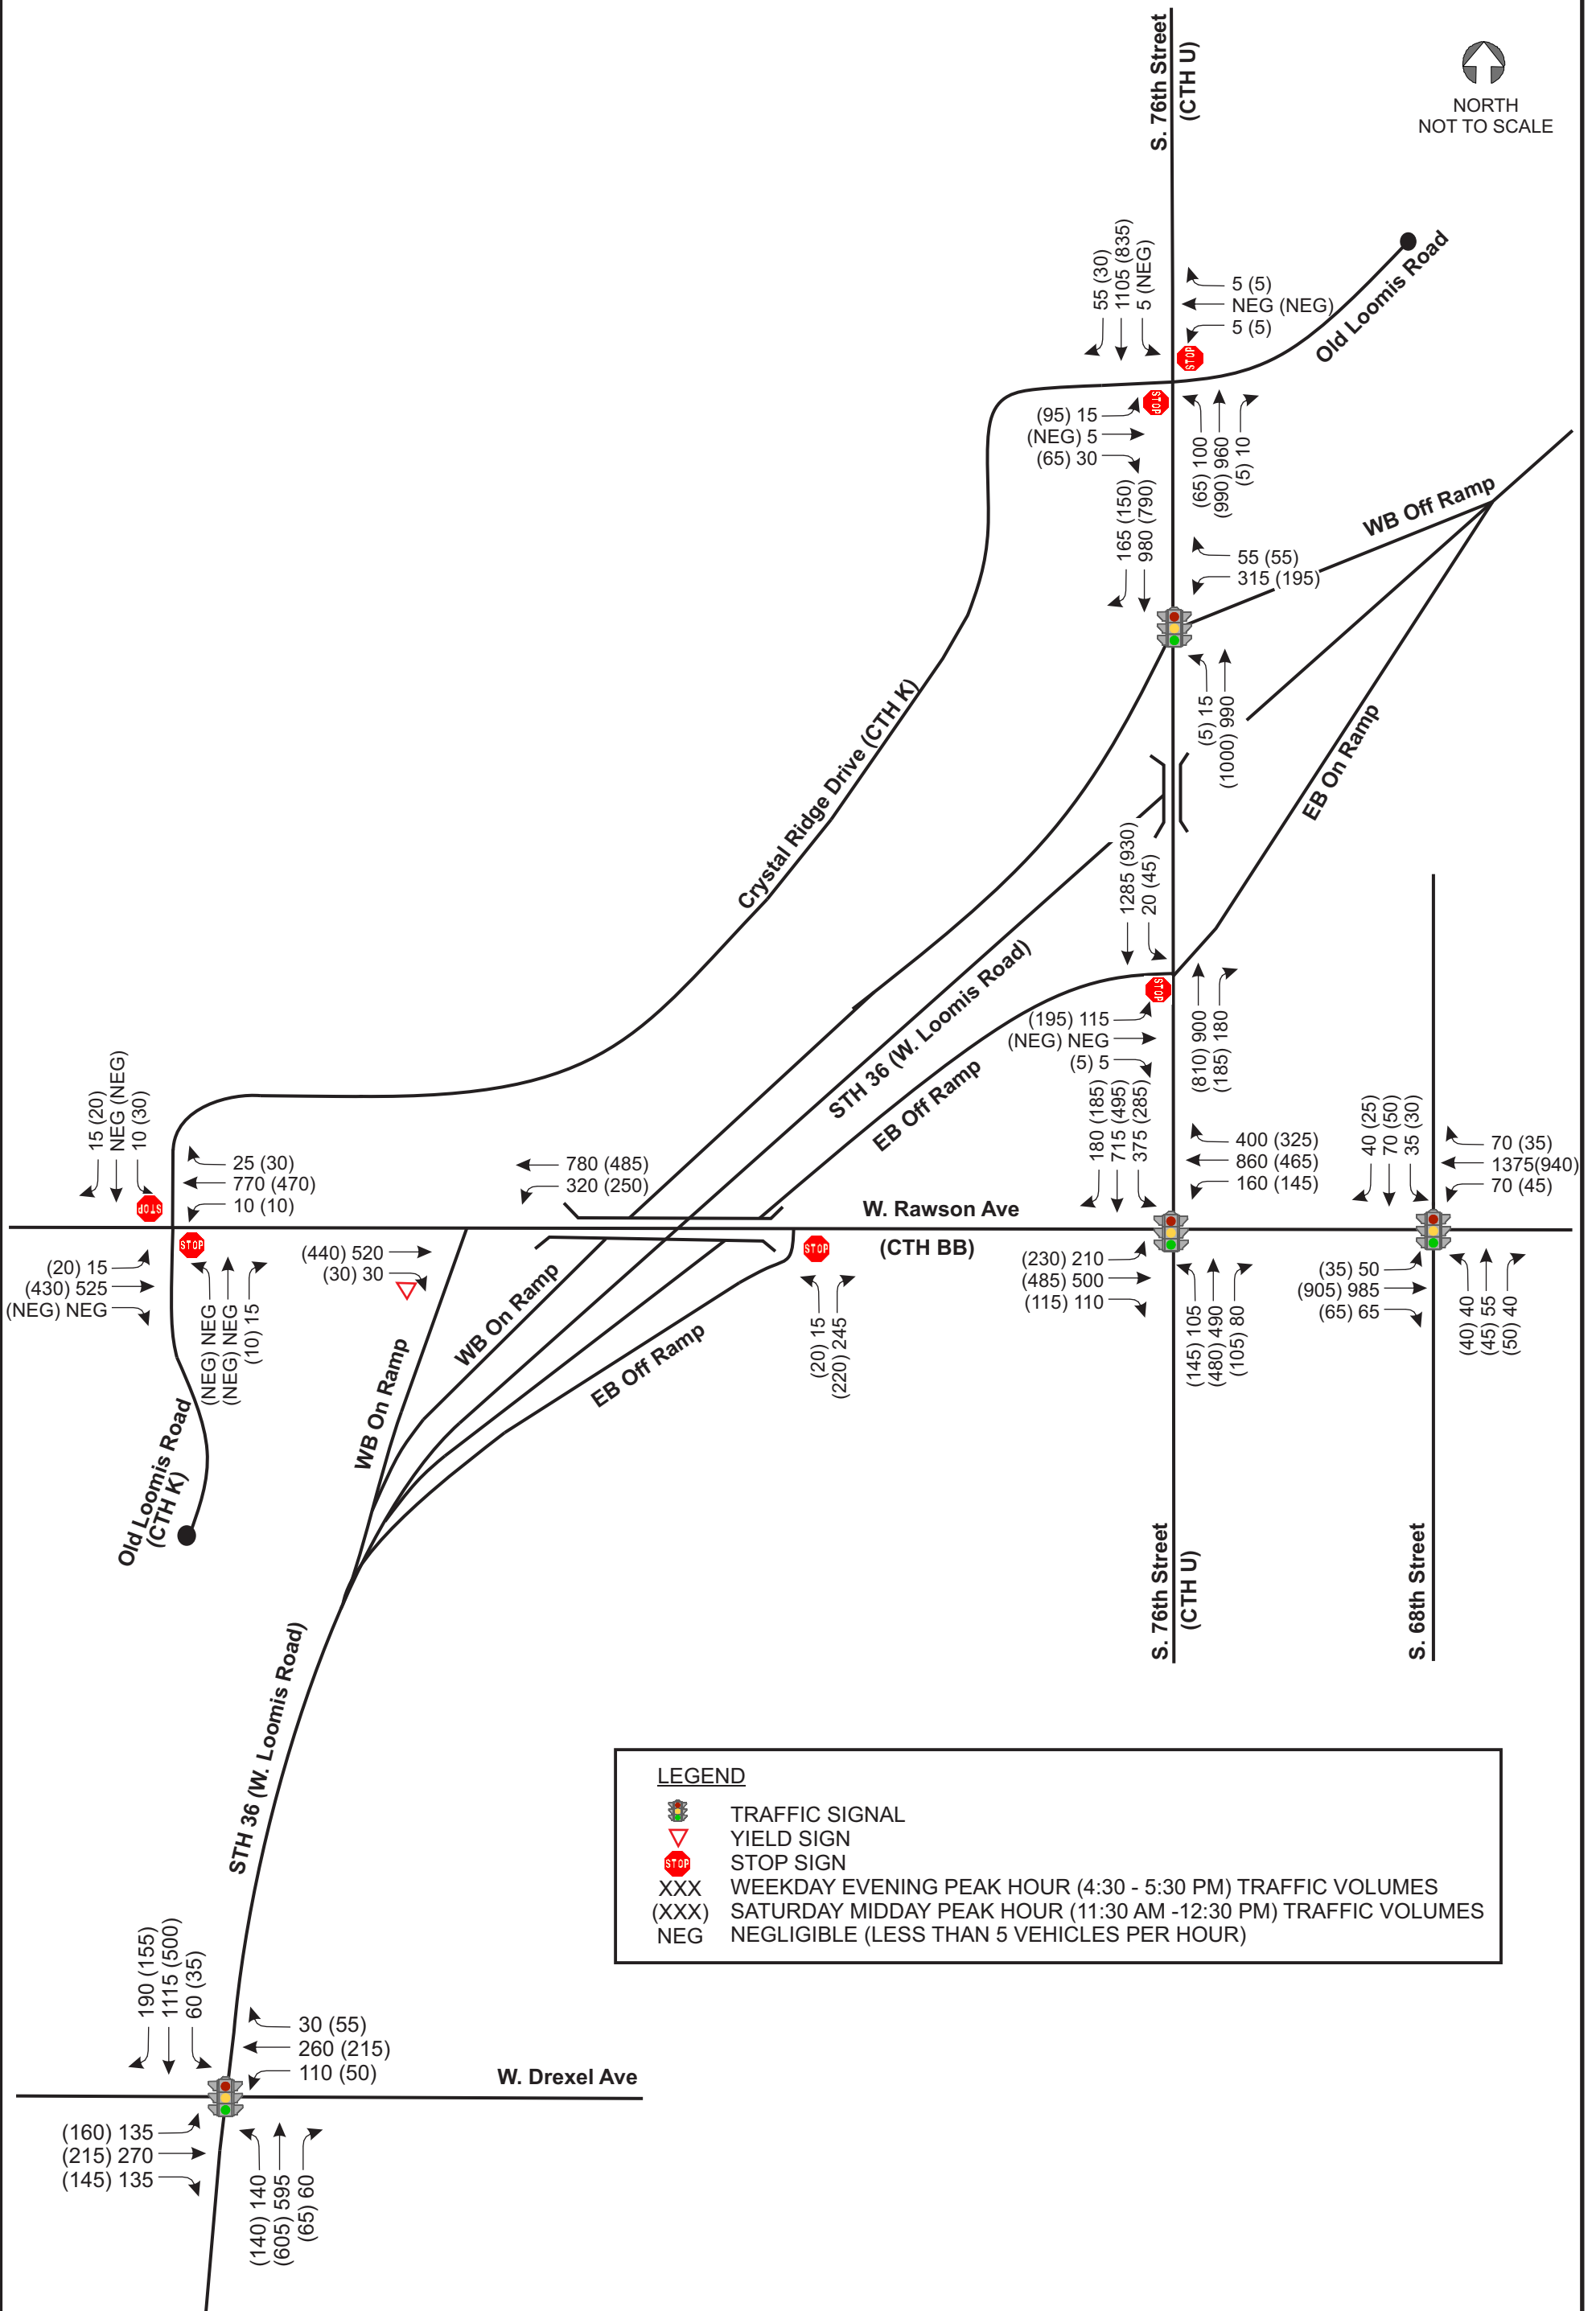 S. 76th Street
(CTH U)
NORTH
NOT TO SCALE
55 (30)
1105 (835)
5 (NEG)
5 (5)
NEG (NEG)
5 (5)
Old Loomis Road
STOP
STOP
(95) 15
(NEG) 5
(65) 30
(65) 100
(990) 960
(5) 10
165 (150)
980 (790)
WB Off Ramp
55 (55)
315 (195)
(5) 15
(1000) 990
Crystal Ridge Drive (CTH K)
EB On Ramp
1285 (930)
20 (45)
STH 36 (W. Loomis Road)
EB Off Ramp
STOP
(195) 115
(NEG) NEG
(5) 5
(810) 900
(185) 180
15 (20)
NEG (NEG)
10 (30)
25 (30)
770 (470)
10 (10)
STOP
780 (485)
320 (250)
180 (185)
715 (495)
375 (285)
400 (325)
860 (465)
160 (145)
40 (25)
70 (50)
35 (30)
70 (35)
1375(940)
70 (45)
W. Rawson Ave
(CTH BB)
STOP
STOP
(20) 15
(430) 525
(NEG) NEG
(NEG) NEG
(NEG) NEG
(10) 15
(440) 520
(30) 30
(20) 15
(220) 245
(230) 210
(485) 500
(115) 110
(145) 105
(480) 490
(105) 80
(35) 50
(905) 985
(65) 65
(40) 40
(45) 55
(50) 40
WB On Ramp
WB On Ramp
EB Off Ramp
Old Loomis Road
(CTH K)
S. 76th Street
(CTH U)
S. 68th Street
STH 36 (W. Loomis Road)
LEGEND
TRAFFIC SIGNAL
YIELD SIGN
STOP STOP SIGN
XXX WEEKDAY EVENING PEAK HOUR (4:30 - 5:30 PM) TRAFFIC VOLUMES
(XXX) SATURDAY MIDDAY PEAK HOUR (11:30 AM -12:30 PM) TRAFFIC VOLUMES
NEG NEGLIGIBLE (LESS THAN 5 VEHICLES PER HOUR)
190 (155)
1115 (500)
60 (35)
30 (55)
260 (215)
110 (50)
W. Drexel Ave
(160) 135
(215) 270
(145) 135
(140) 140
(605) 595
(65) 60